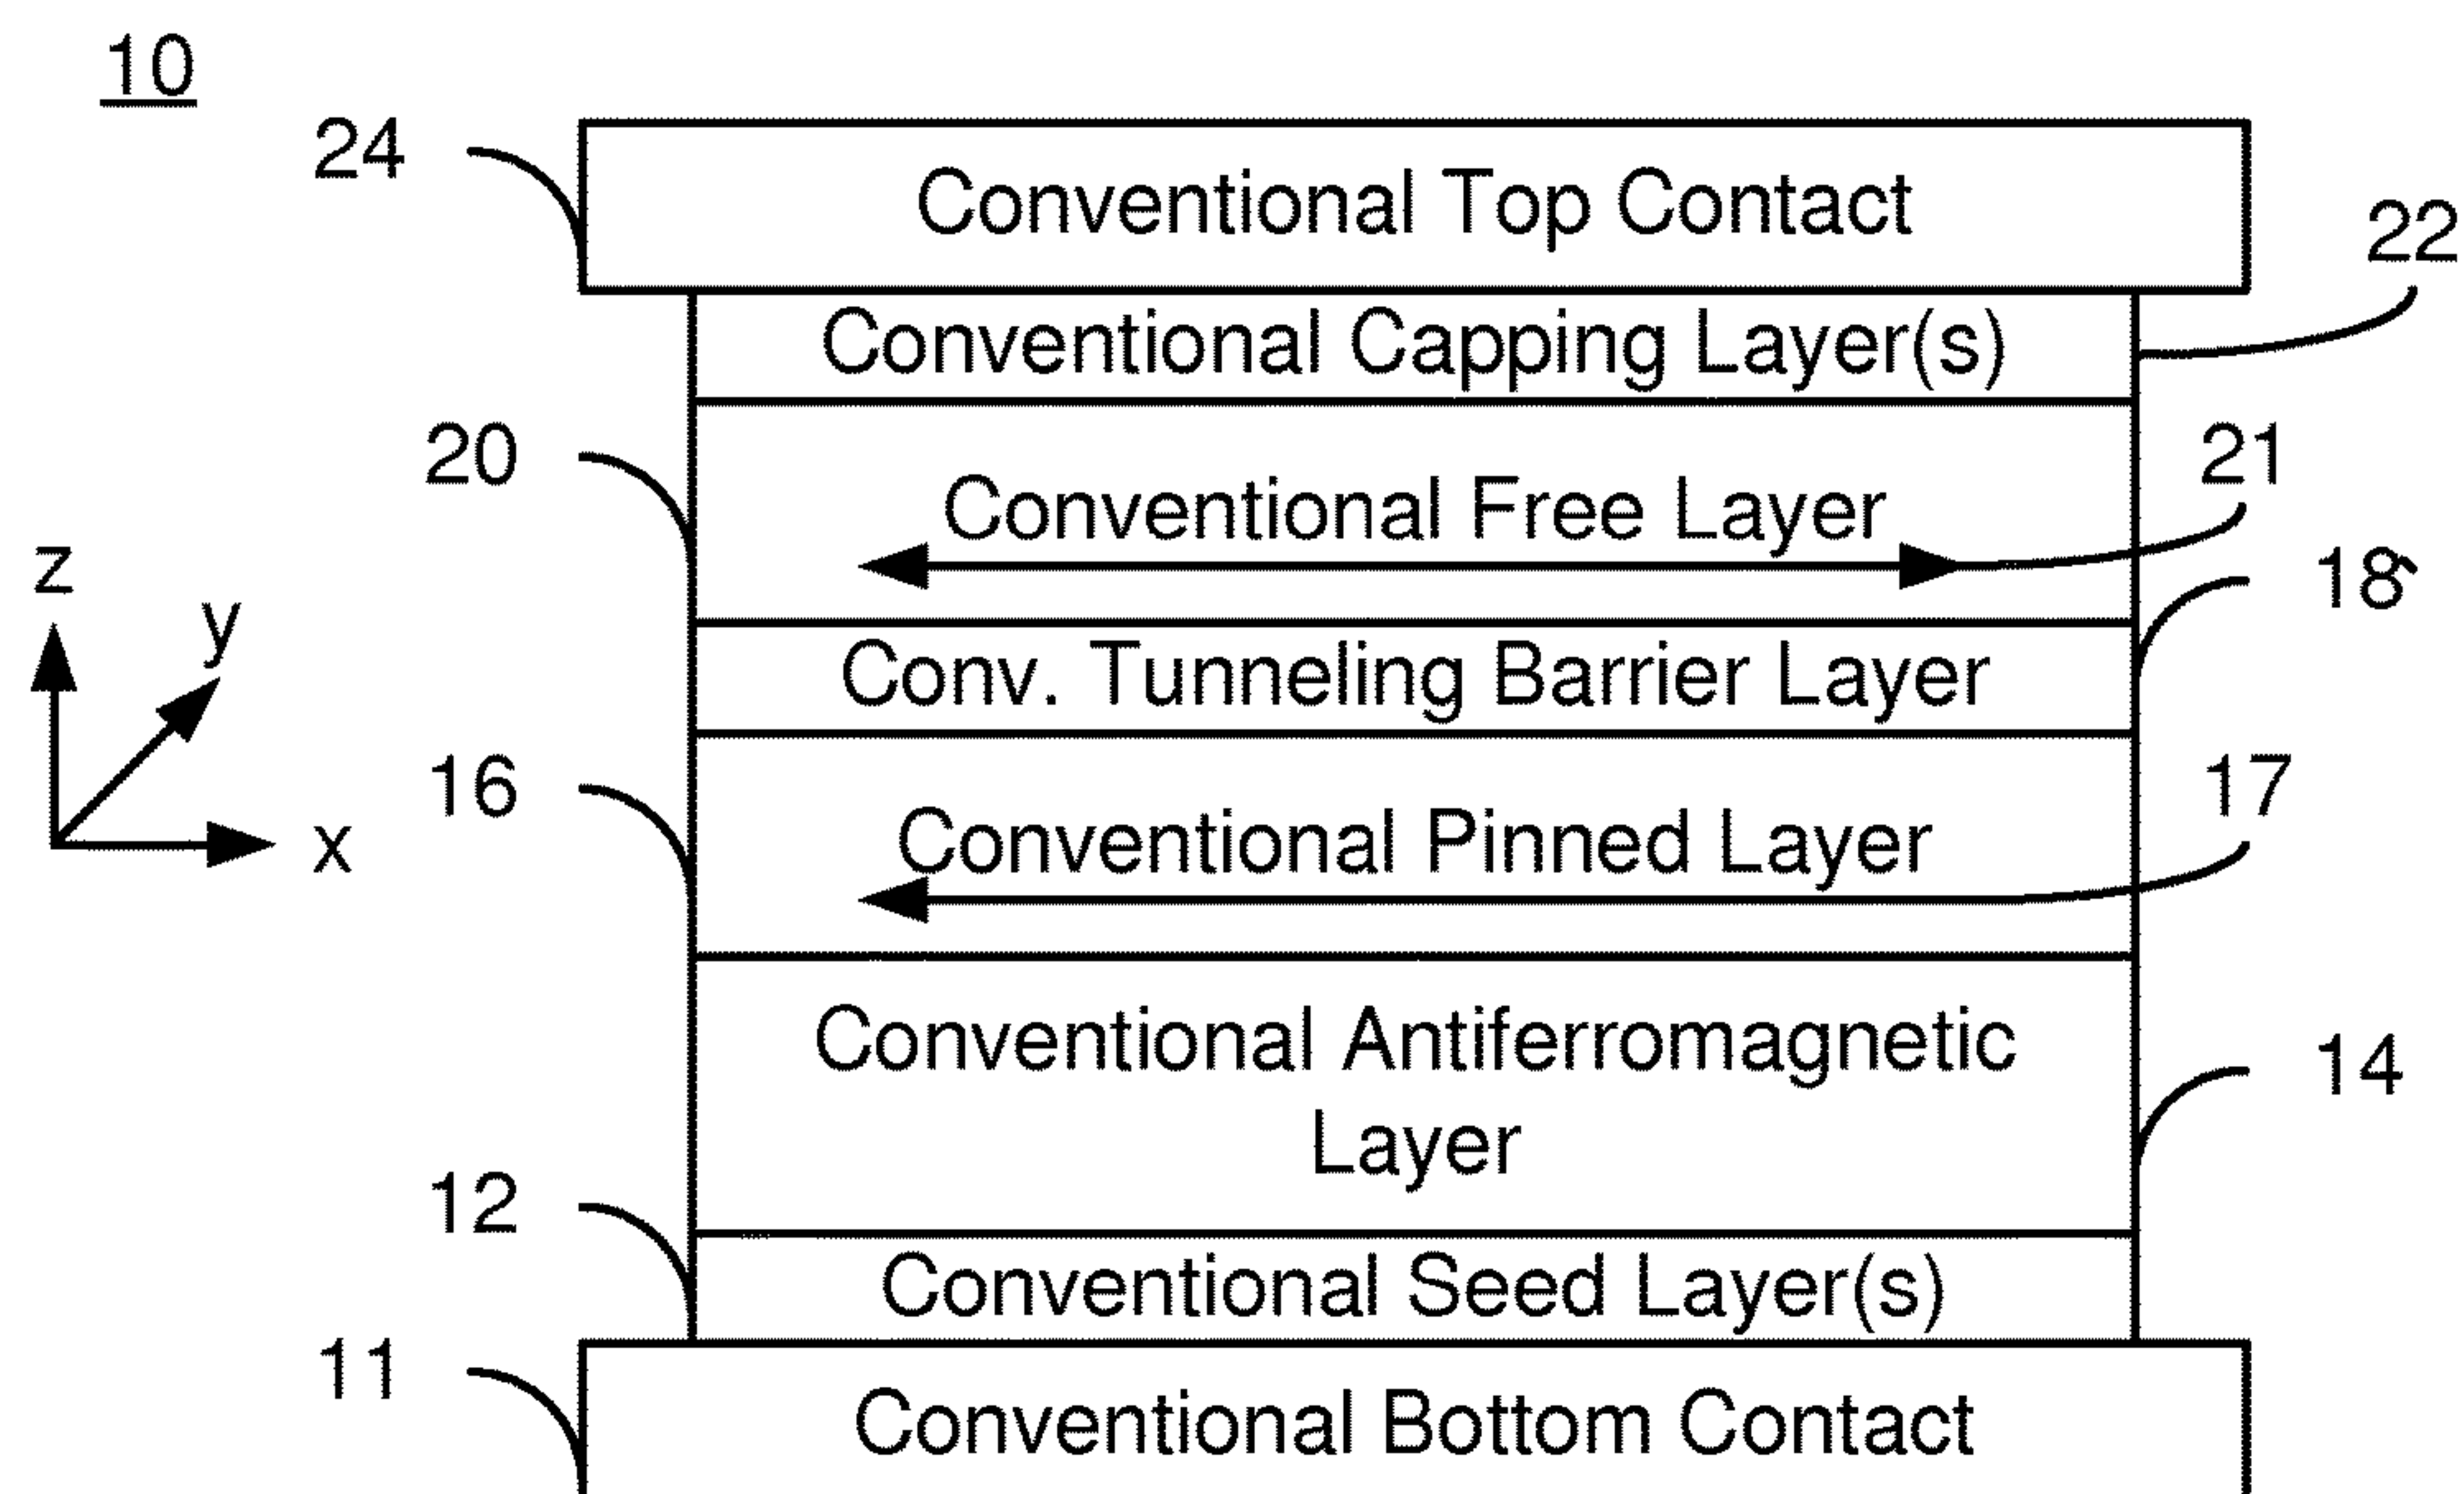 10
24
Conventional Top Contact
22
Conventional Capping Layer(s)
20
Conventional Free Layer
21
18
z
y
x
Conv. Tunneling Barrier Layer
16
Conventional Pinned Layer
17
Conventional Antiferromagnetic
Layer
14
12
Conventional Seed Layer(s)
11
Conventional Bottom Contact